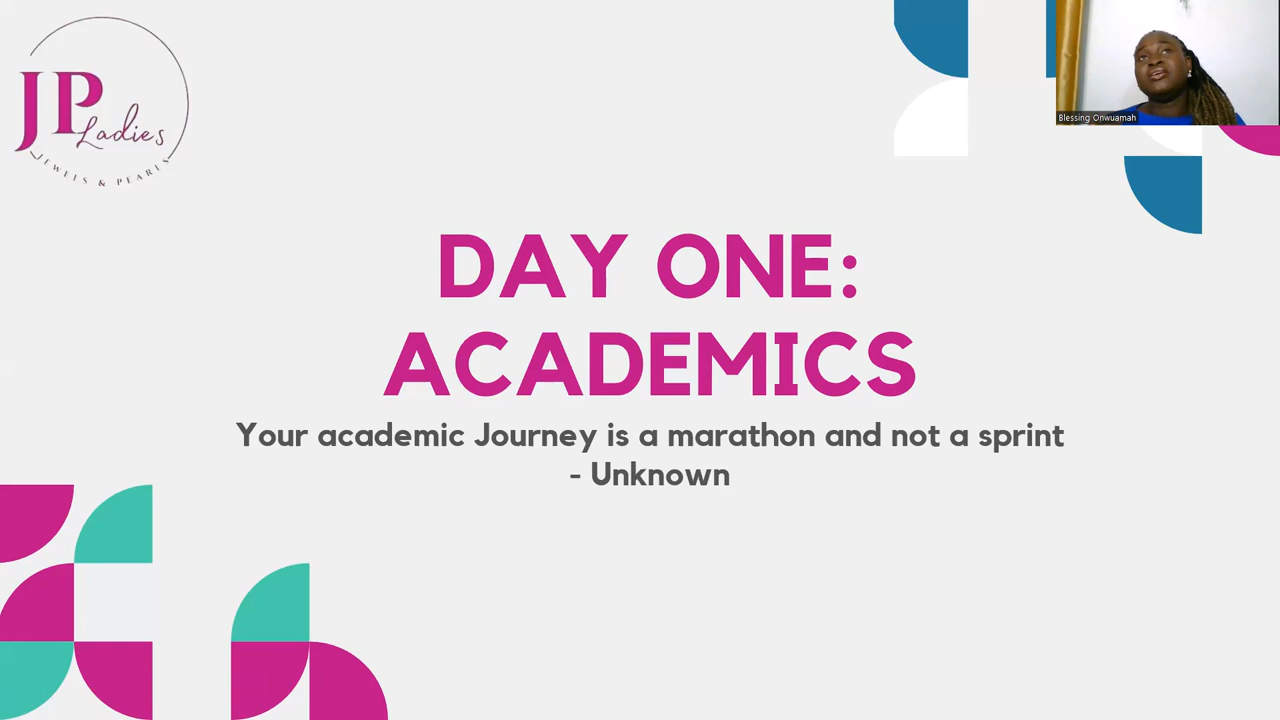 JP
Ladies
JEWELS & PEARLS
Blessing Onwuamah
DAY ONE:
ACADEMICS
Your academic Journey is a marathon and not a sprint
- Unknown